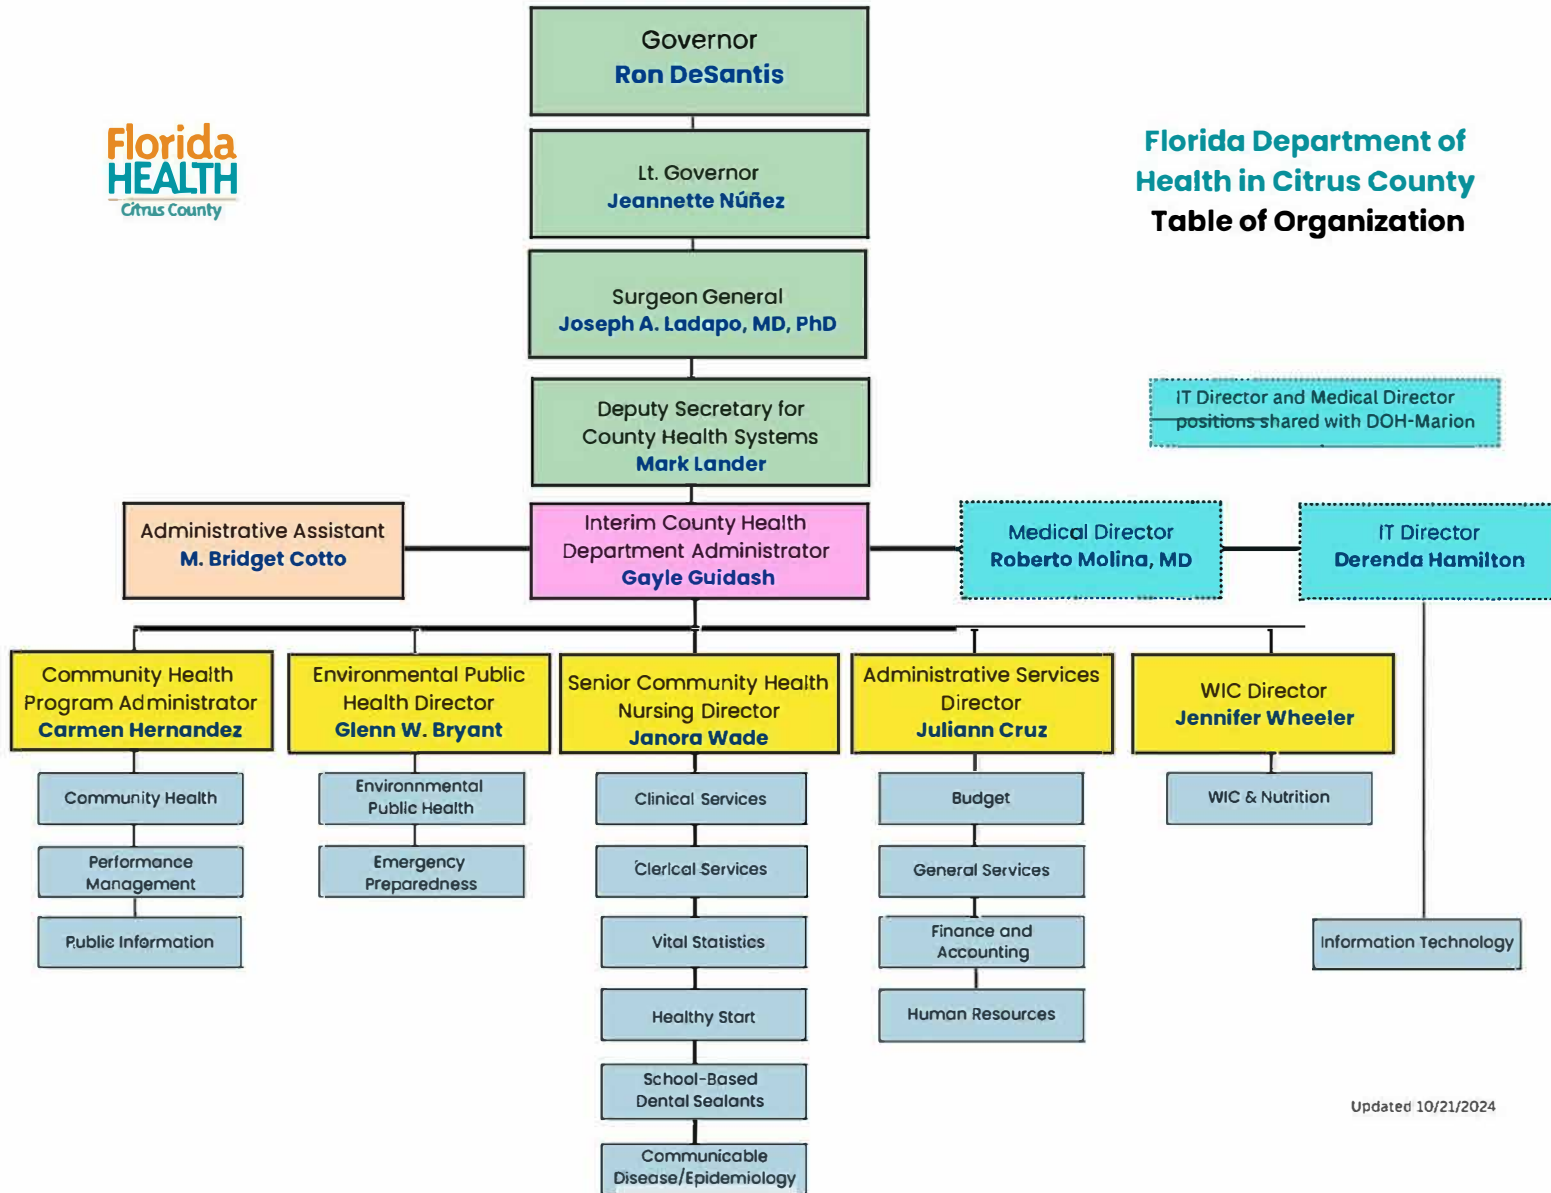 Governor
Ron DeSantis
Florida
HEALTH
Citrus County
Florida Department of
Health in Citrus County
Table of Organization
Lt. Governor
Jeannette Núñez
Surgeon General
Joseph A. Ladapo, MD, PhD
Deputy Secretary for
County Health Systems
Mark Lander
IT Director and Medical Director
positions shared with DOH-Marion
Administrative Assistant
M. Bridget Cotto
Interim County Health
Department Administrator
Gayle Guidash
Medical Director
Roberto Molina, MD
IT Director
Derenda Hamilton
Community Health
Program Administrator
Carmen Hernandez
Environmental Public
Health Director
Glenn W. Bryant
Senior Community Health
Nursing Director
Janora Wade
Administrative Services
Director
Juliann Cruz
WIC Director
Jennifer Wheeler
Community Health
Performance
Management
Public Information
Environnmental
Public Health
Emergency
Preparedness
Clinical Services
Clerical Services
Vital Statistics
Healthy Start
School-Based
Dental Sealants
Communicable
Disease/Epidemiology
Budget
General Services
Finance and
Accounting
Human Resources
WIC & Nutrition
Information Technology
Updated 10/21/2024